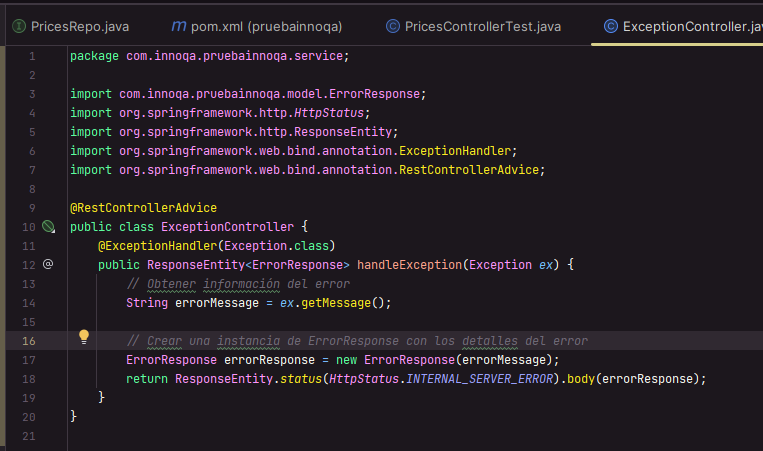 PricesRepo.java
pom.xml (pruebainnoqa)
PricesControllerTest.java
ExceptionController.jav
1 package com.innoqa.pruebainnoqa.service;
2
3 import com.innoqa.pruebainnoqa.model.ErrorResponse;
4 import org.springframework.http.HttpStatus;
5 import org.springframework.http.ResponseEntity;
6 import org.springframework.web.bind.annotation.ExceptionHandler;
7 import org.springframework.web.bind.annotation.RestControllerAdvice;
8
9 @RestControllerAdvice
10 public class ExceptionController {
11 @ExceptionHandler(Exception.class)
12 public ResponseEntity<ErrorResponse> handleException(Exception ex) {
13 // Obtener información del error
14 String errorMessage = ex.getMessage();
15
16 // Crear una instancia de ErrorResponse con los detalles del error
17 ErrorResponse errorResponse = new ErrorResponse(errorMessage);
18 return ResponseEntity.status(HttpStatus.INTERNAL_SERVER_ERROR).body(errorResponse);
19 }
20 }
21